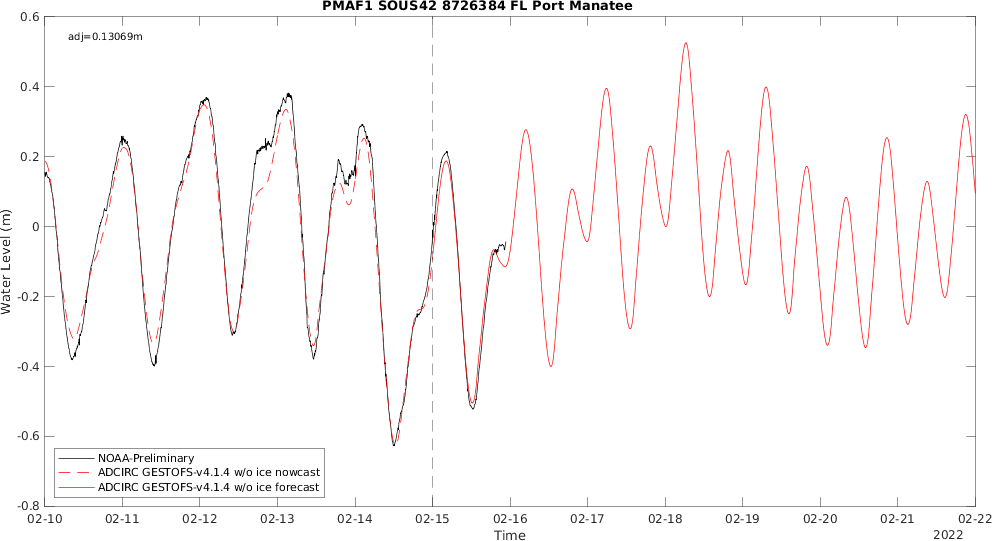 PMAF1 SOUS42 8726384 FL Port Manatee
adj=0.13069m
0.6
0.4
0.2
0
-0.2
-0.4
-0.6
-0.8
Water Level (m)
NOAA-Preliminary
ADCIRC GESTOFS-v4.1.4 w/o ice nowcast
ADCIRC GESTOFS-v4.1.4 w/o ice forecast
02-10 02-11 02-12 02-13 02-14 02-15 02-16 02-17 02-18 02-19 02-20 02-21 02-22
Time
2022